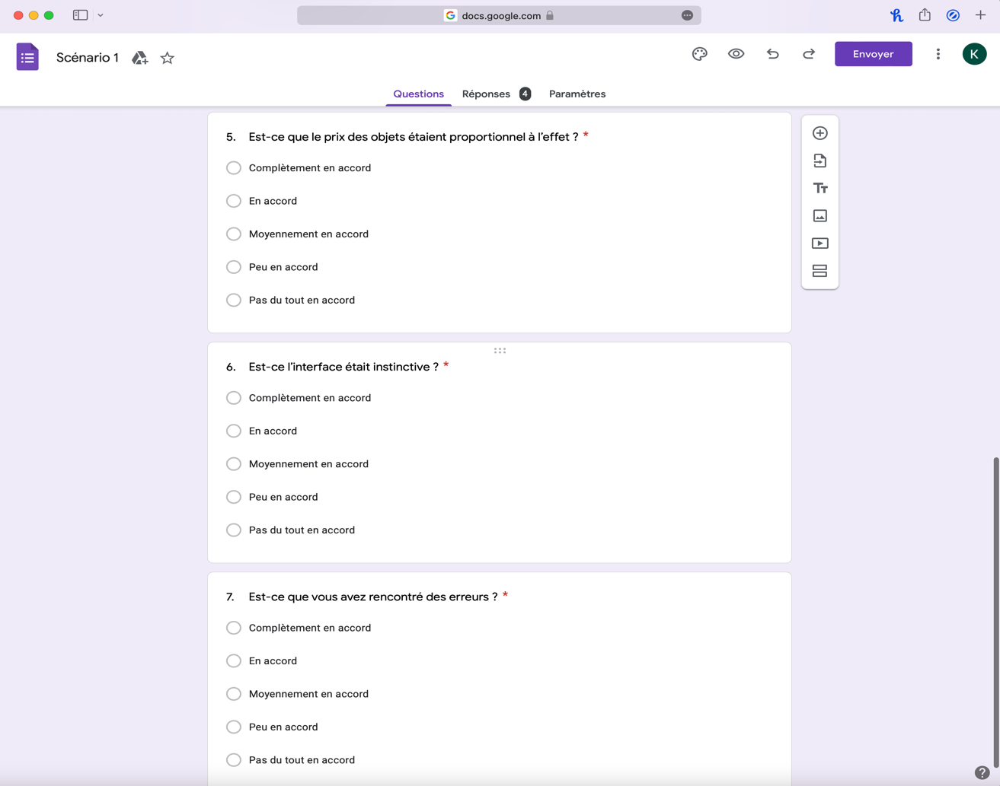 docs.google.com
Scénario 1
Envoyer
K
Questions
Réponses 4
Paramètres
5. Est-ce que le prix des objets étaient proportionnel à l'effet ? *
Complètement en accord
En accord
Moyennement en accord
Peu en accord
Pas du tout en accord
Tт
6. Est-ce l'interface était instinctive ? *
Complètement en accord
En accord
Moyennement en accord
Peu en accord
Pas du tout en accord
7. Est-ce que vous avez rencontré des erreurs ? *
Complètement en accord
En accord
Moyennement en accord
Peu en accord
Pas du tout en accord
?